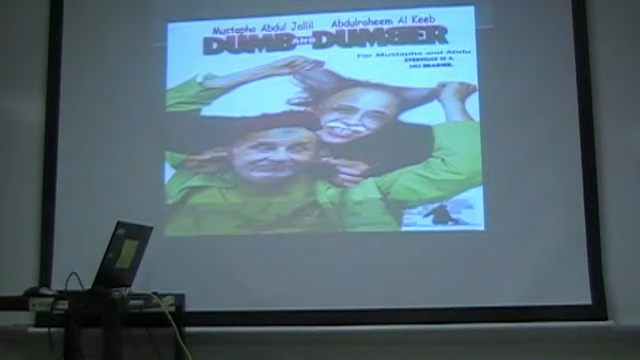 Mustapha Abdul Jalil Abdulraheem Al Keeb
DUMB AND DUMBER
For Mustapha and Abdu
EVERYDAY IS A
NO BRAINER.